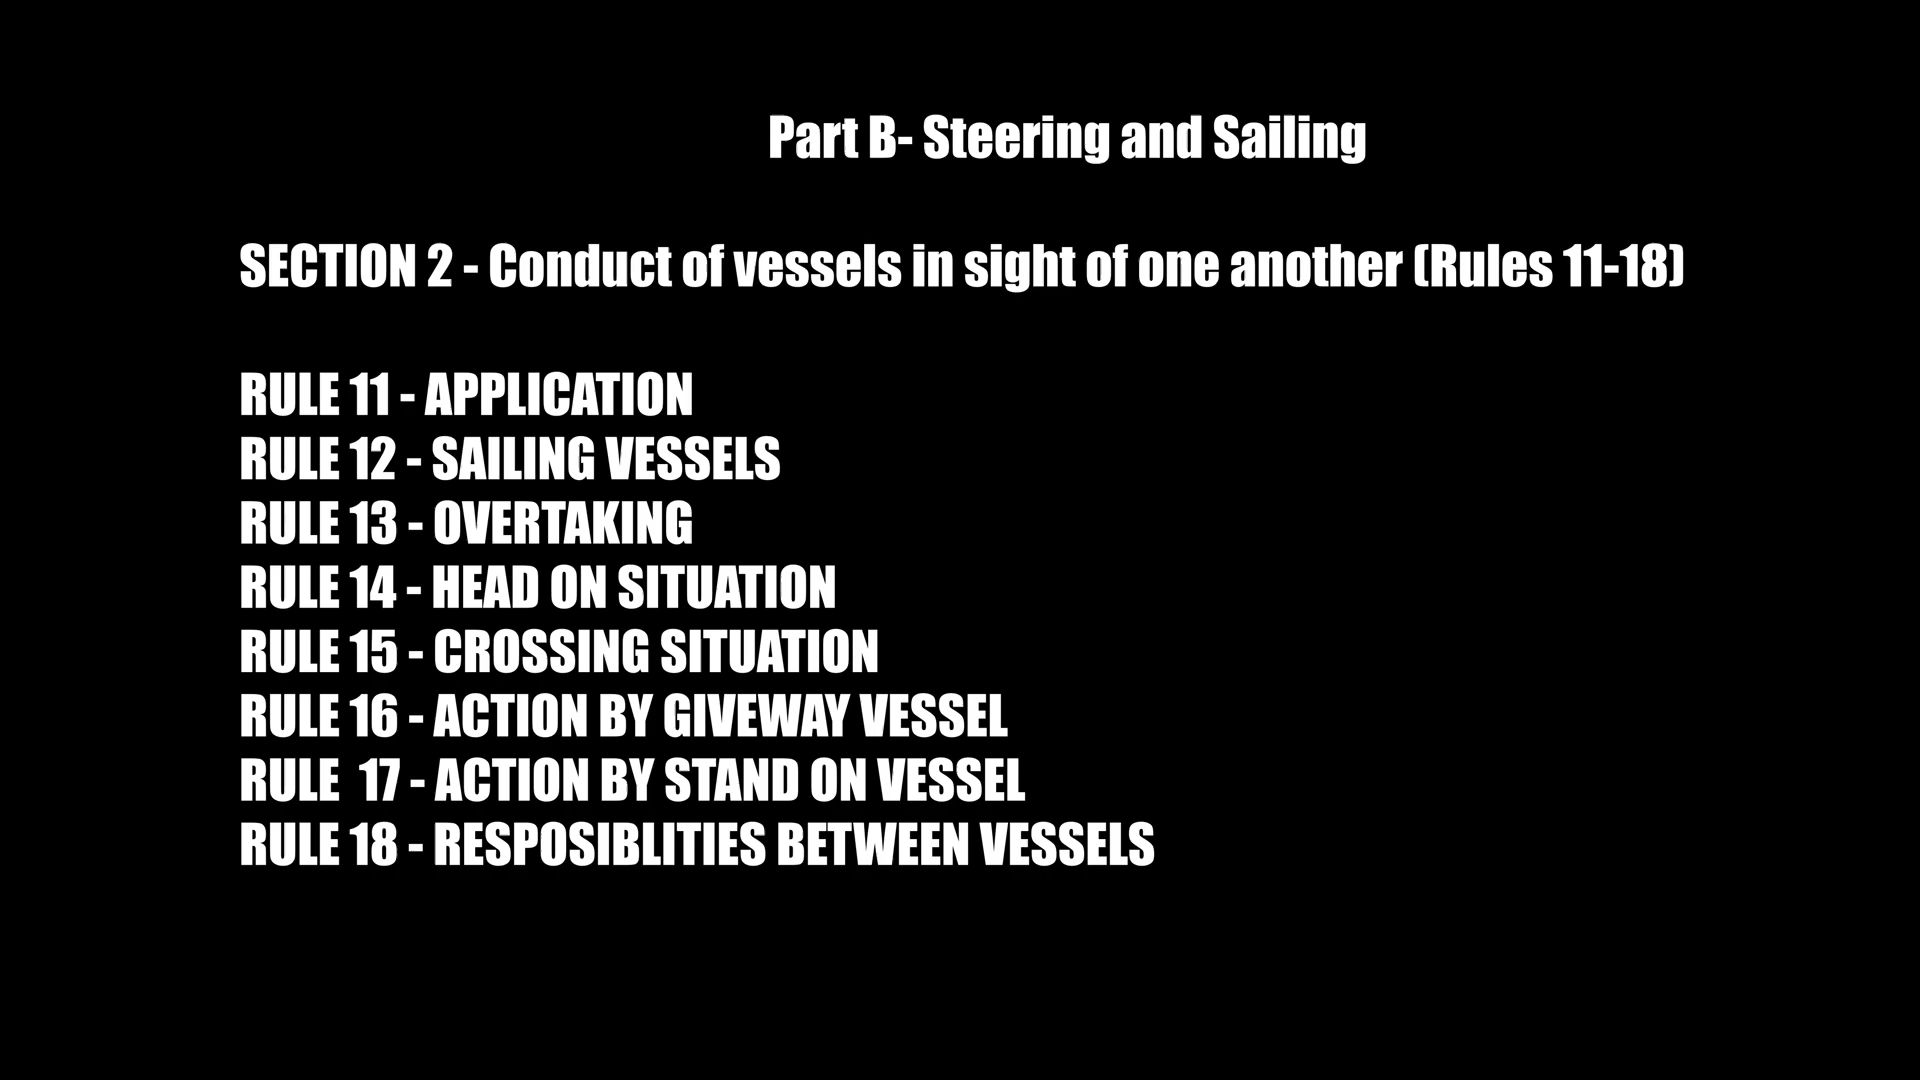 Part B- Steering and Sailing
SECTION 2 - Conduct of vessels in sight of one another (Rules 11-18)
RULE 11 - APPLICATION
RULE 12 - SAILING VESSELS
RULE 13 - OVERTAKING
RULE 14 - HEAD ON SITUATION
RULE 15 - CROSSING SITUATION
RULE 16 - ACTION BY GIVEWAY VESSEL
RULE  17 - ACTION BY STAND ON VESSEL
RULE 18 - RESPOSIBLITIES BETWEEN VESSELS